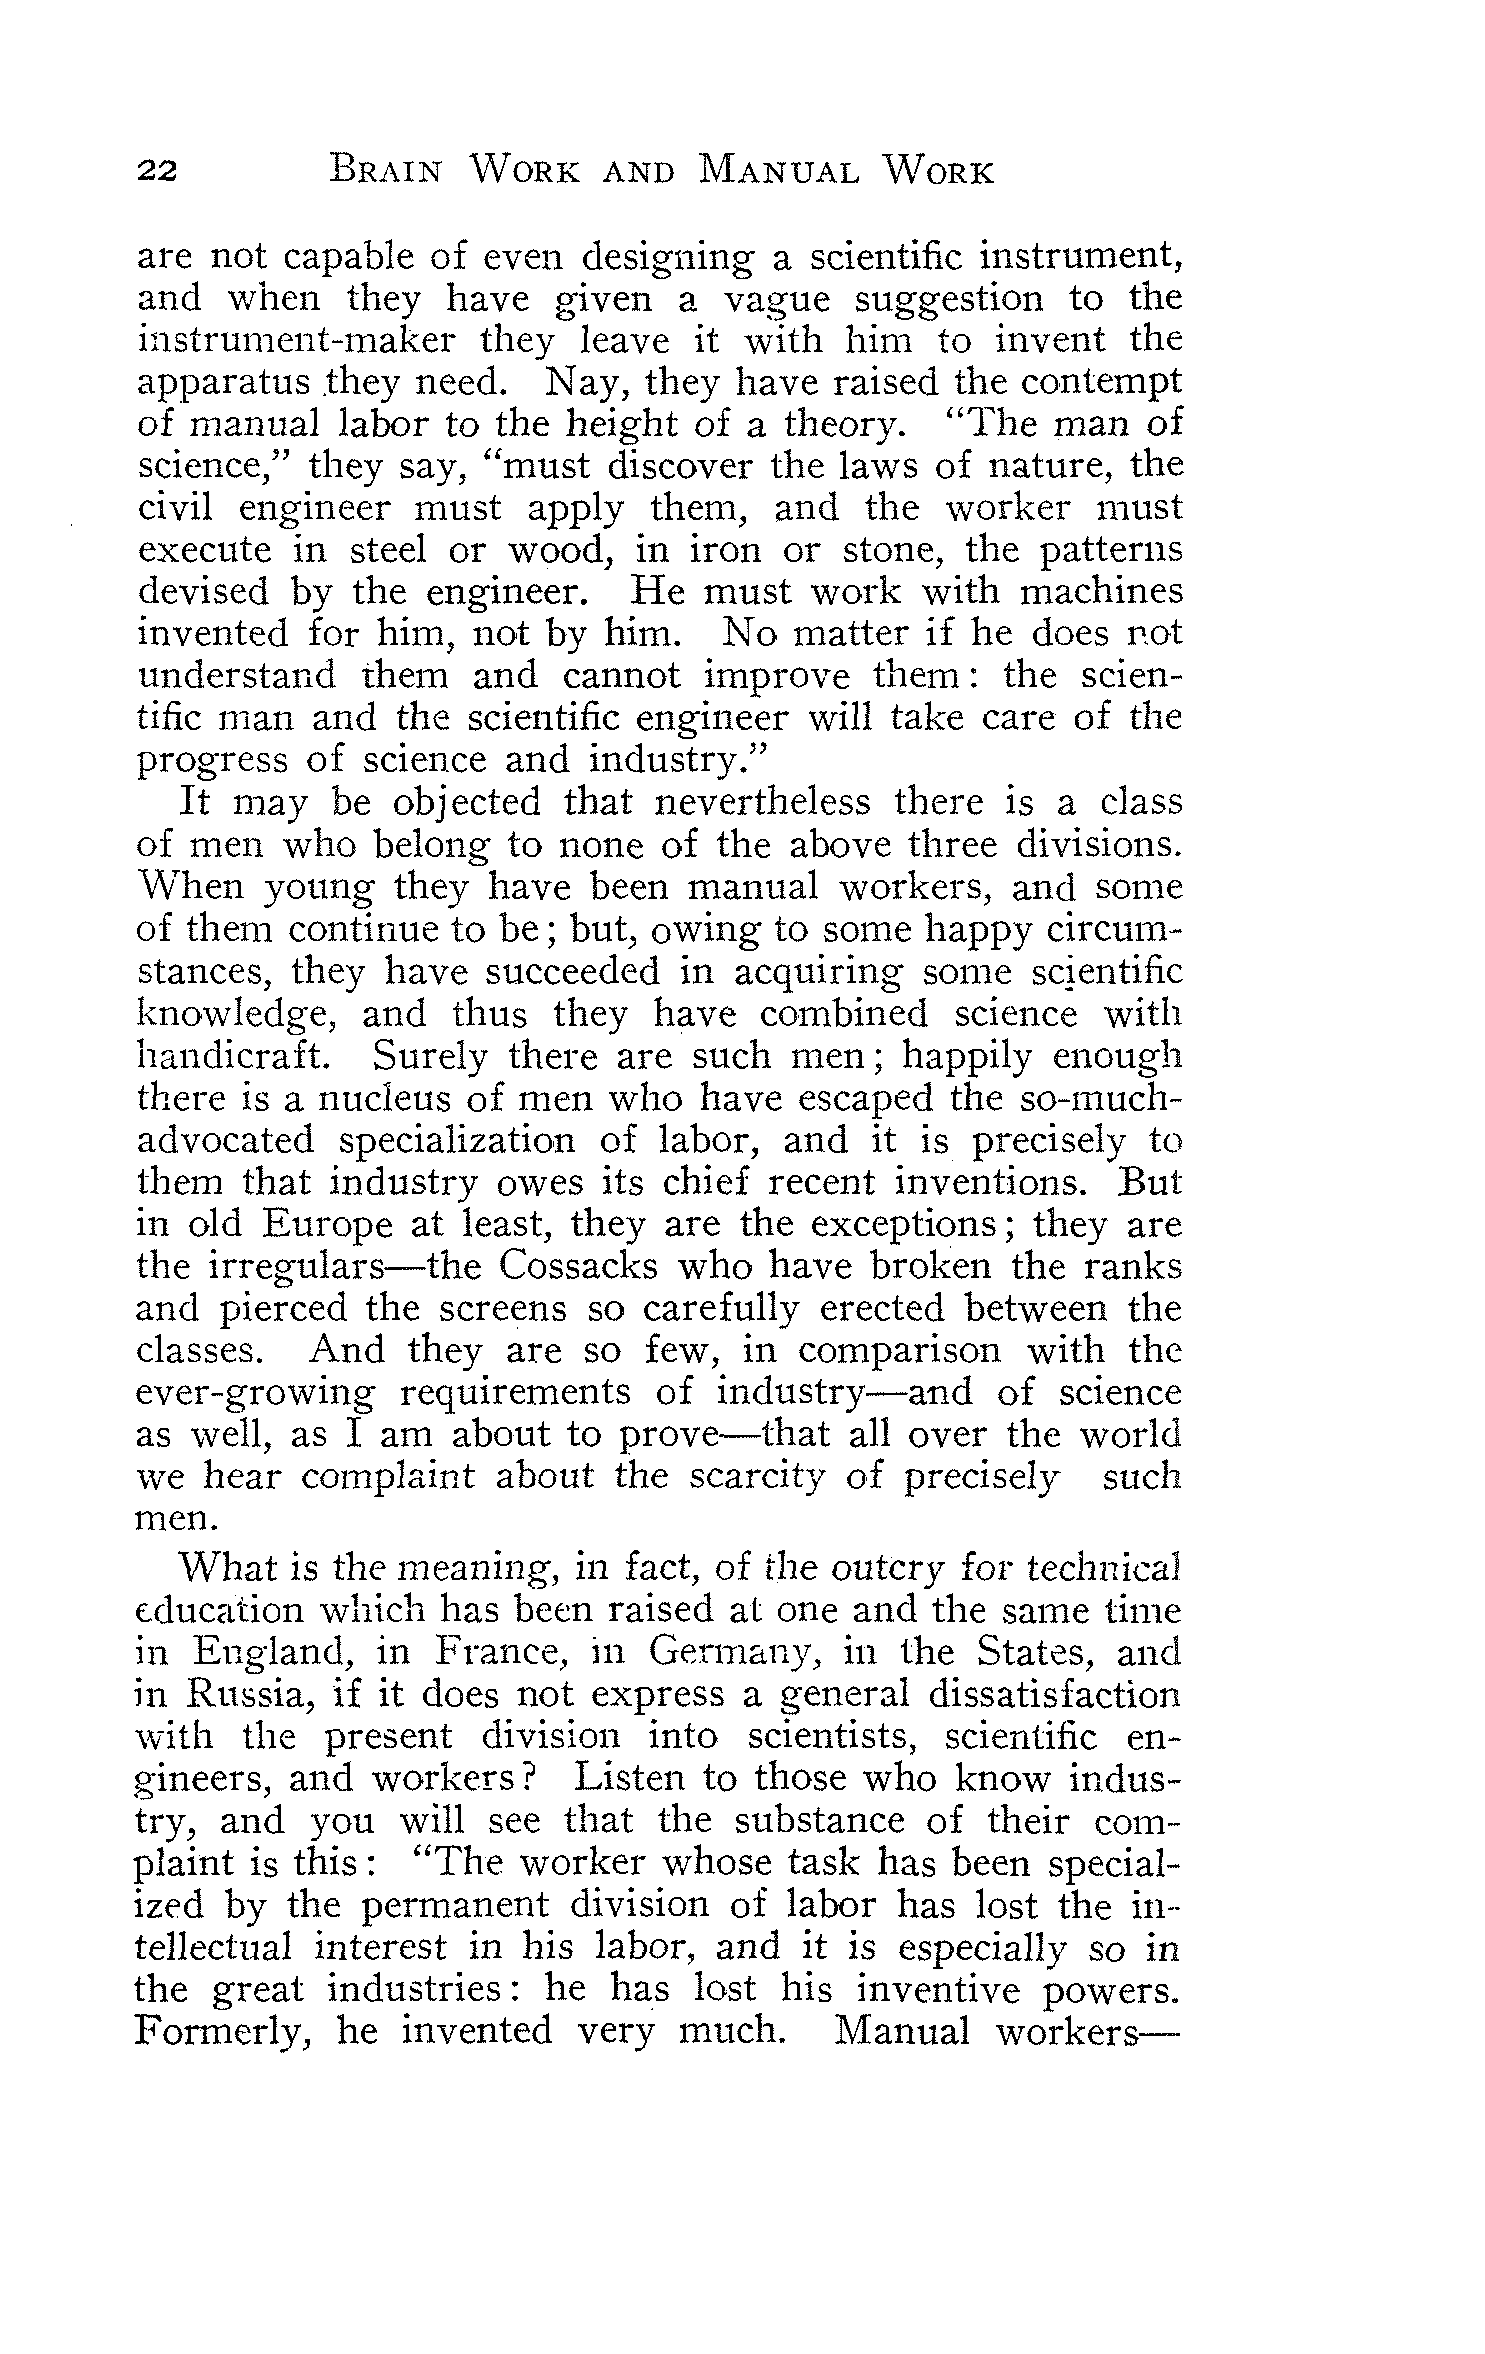 22 BRAIN WORK AND MANUAL WORK
are not capable of even designing a scientific instrument,
and when they have given a vague suggestion to the
instrument-maker they leave it with him to invent the
apparatus they need. Nay, they have raised the contempt
of manual labor to the height of a theory. “The man of
science,” they say, “must discover the laws of nature, the
civil engineer must apply them, and the worker must
execute in steel or wood, in iron or stone, the patterns
devised by the engineer. He must work with machines
invented for him, not by him. No matter if he does not
understand them and cannot improve them: the scien-
tific man and the scientific engineer will take care of the
progress of science and industry.”
It may be objected that nevertheless there is a class
of men who belong to none of the above three divisions.
When young they have been manual workers, and some
of them continue to be; but, owing to some happy circum-
stances, they have succeeded in acquiring some scientific
knowledge, and thus they have combined science with
handicraft. Surely there are such men; happily enough
there is a nucleus of men who have escaped the so-much-
advocated specialization of labor, and it is precisely to
them that industry owes its chief recent inventions. But
in old Europe at least, they are the exceptions; they are
the irregulars—the Cossacks who have broken the ranks
and pierced the screens so carefully erected between the
classes. And they are so few, in comparison with the
ever-growing requirements of industry—and of science
as well, as I am about to prove—that all over the world
we hear complaint about the scarcity of precisely such
men.
What is the meaning, in fact, of the outcry for technical
education which has been raised at one and the same time
in England, in France, in Germany, in the States, and
in Russia, if it does not express a general dissatisfaction
with the present division into scientists, scientific en-
gineers, and workers? Listen to those who know indus-
try, and you will see that the substance of their com-
plaint is this: “The worker whose task has been special-
ized by the permanent division of labor has lost the in-
tellectual interest in his labor, and it is especially so in
the great industries: he has lost his inventive powers.
Formerly, he invented very much. Manual workers—